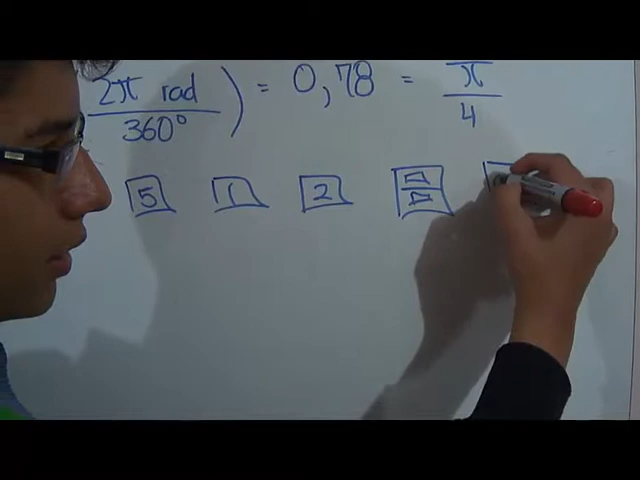 2π rad / 360° ) = 0,78 = π / 4
5 1 2